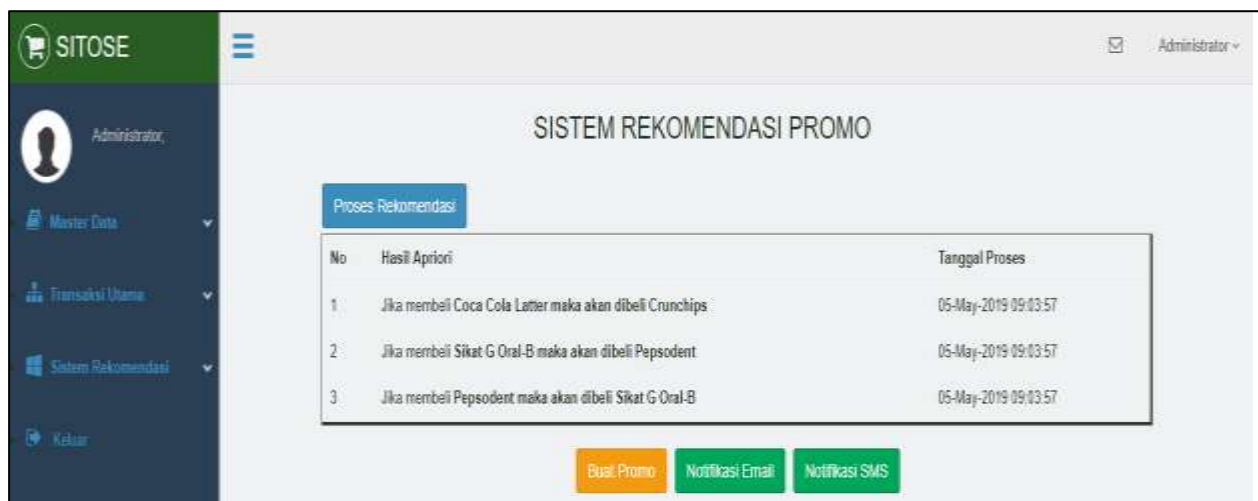 SITOSE
Administrator
Administrator,
Master Data
Transaksi Utama
Sistem Rekomendasi
Keluar
SISTEM REKOMENDASI PROMO
Proses Rekomendasi
No Hasil Apriori Tanggal Proses
1 Jika membeli Coca Cola Latter maka akan dibeli Crunchips 05-May-2019 09:03:57
2 Jika membeli Sikat G Oral-B maka akan dibeli Pepsodent 05-May-2019 09:03:57
3 Jika membeli Pepsodent maka akan dibeli Sikat G Oral-B 05-May-2019 09:03:57
Buat Promo Notifikasi Email Notifikasi SMS